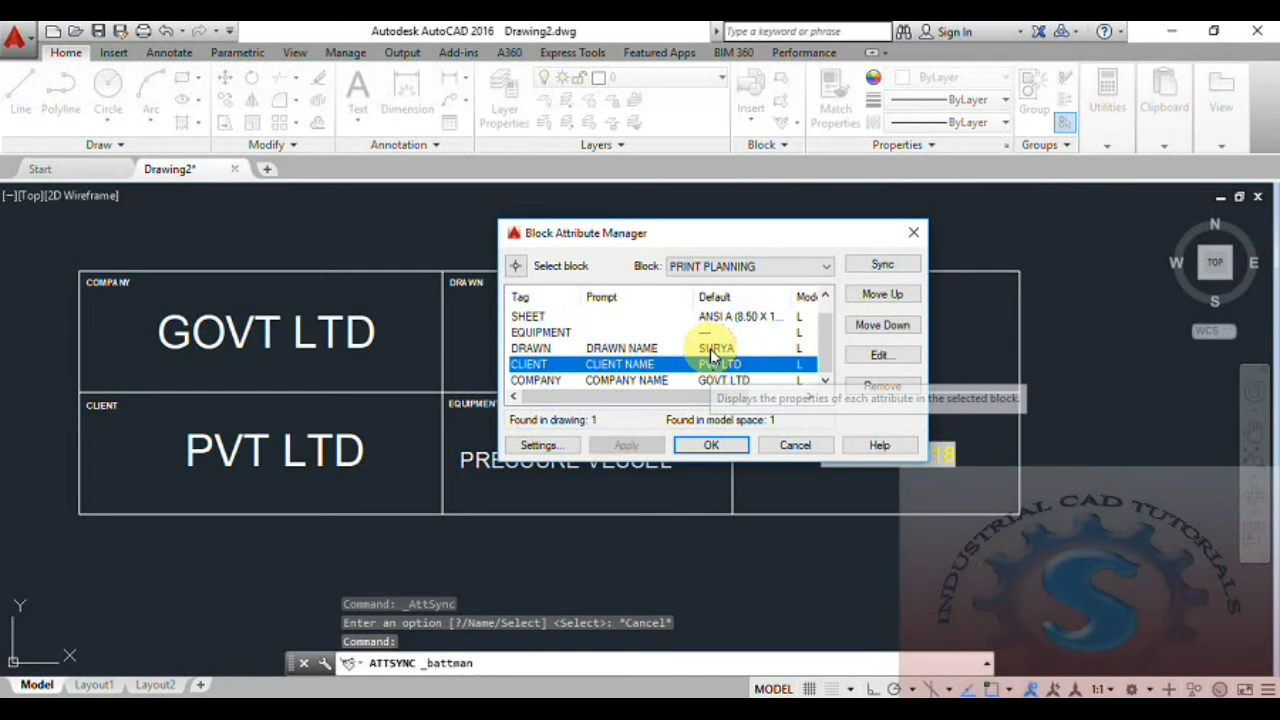 Autodesk AutoCAD 2016 Drawing2.dwg
Type a keyword or phrase
Sign In
Home Insert Annotate Parametric View Manage Output Add-ins A360 Express Tools Featured Apps BIM 360 Performance
Line Polyline Circle Arc
Text Dimension
Layer Properties
0
Insert
Match Properties
ByLayer
ByLayer
ByLayer
Group
Utilities
Clipboard
View
Draw Modify Annotation Layers Block Properties Groups
Start Drawing2*
[−][Top][2D Wireframe]
N
W TOP E
S
WCS
COMPANY
GOVT LTD
DRAWN
CLIENT
PVT LTD
EQUIPMENT
PRESSURE VESSEL
18
Block Attribute Manager
Select block Block: PRINT PLANNING
Sync
Move Up
Move Down
Edit...
Remove
Tag Prompt Default Mod
SHEET ANSI A (8.50 X 1... L
EQUIPMENT ---- L
DRAWN DRAWN NAME SURYA L
CLIENT CLIENT NAME PVT LTD L
COMPANY COMPANY NAME GOVT LTD L
Displays the properties of each attribute in the selected block.
Found in drawing: 1 Found in model space: 1
Settings... Apply OK Cancel Help
Command: _AttSync
Enter an option [?/Name/Select] <Select>: *Cancel*
Command:
ATTSYNC _battman
INDUSTRIAL CAD TUTORIALS
S
Y
X
Model Layout1 Layout2
MODEL
1:1